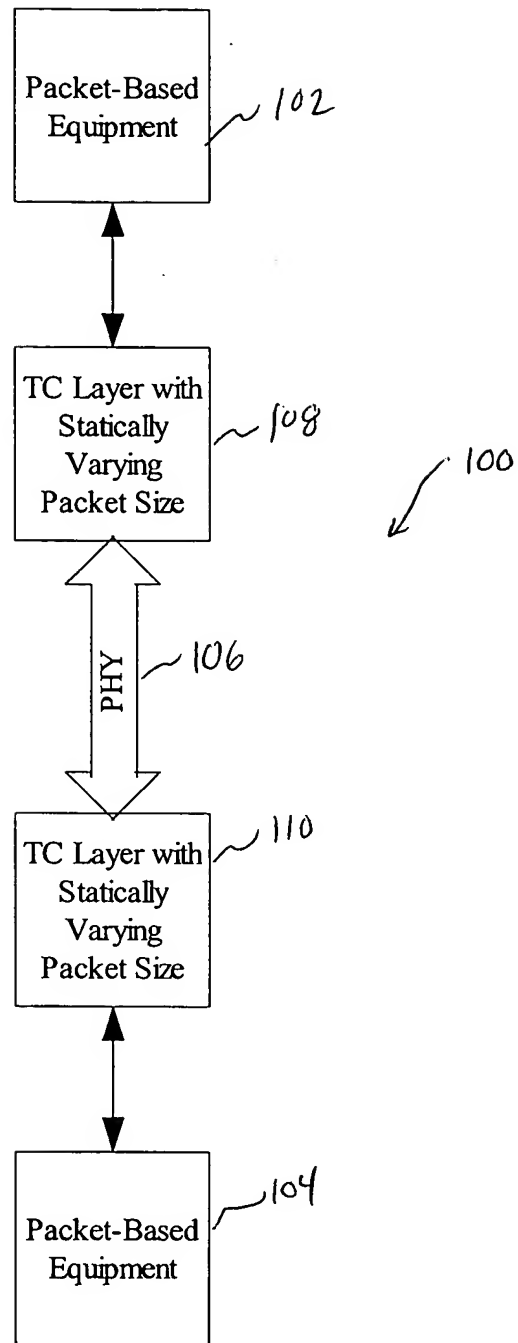 Packet-Based
Equipment
102
TC Layer with
Statically
Varying
Packet Size
108
100
PHY
106
TC Layer with
Statically
Varying
Packet Size
110
Packet-Based
Equipment
104